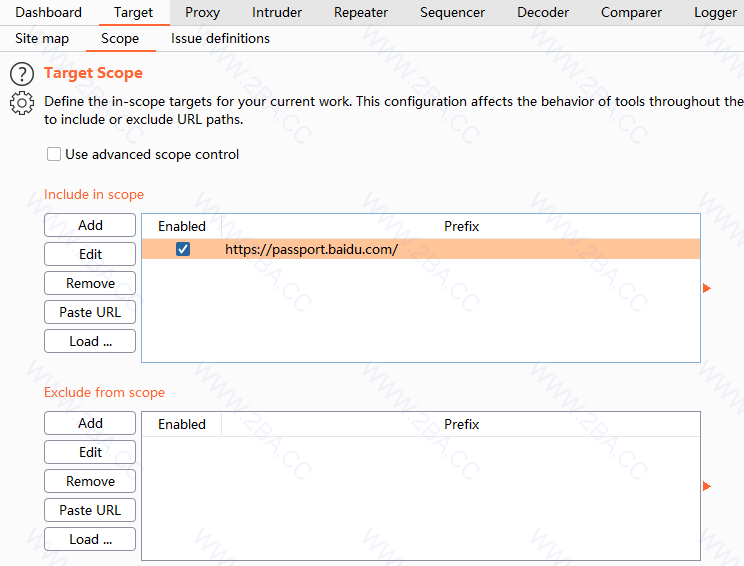 Dashboard Target Proxy Intruder Repeater Sequencer Decoder Comparer Logger
Site map Scope Issue definitions
? Target Scope
Define the in-scope targets for your current work. This configuration affects the behavior of tools throughout the
to include or exclude URL paths.
Use advanced scope control
Include in scope
Add
Edit
Remove
Paste URL
Load ...
Enabled Prefix
https://passport.baidu.com/
Exclude from scope
Add
Edit
Remove
Paste URL
Load ...
Enabled Prefix
WWW.2BA.CC